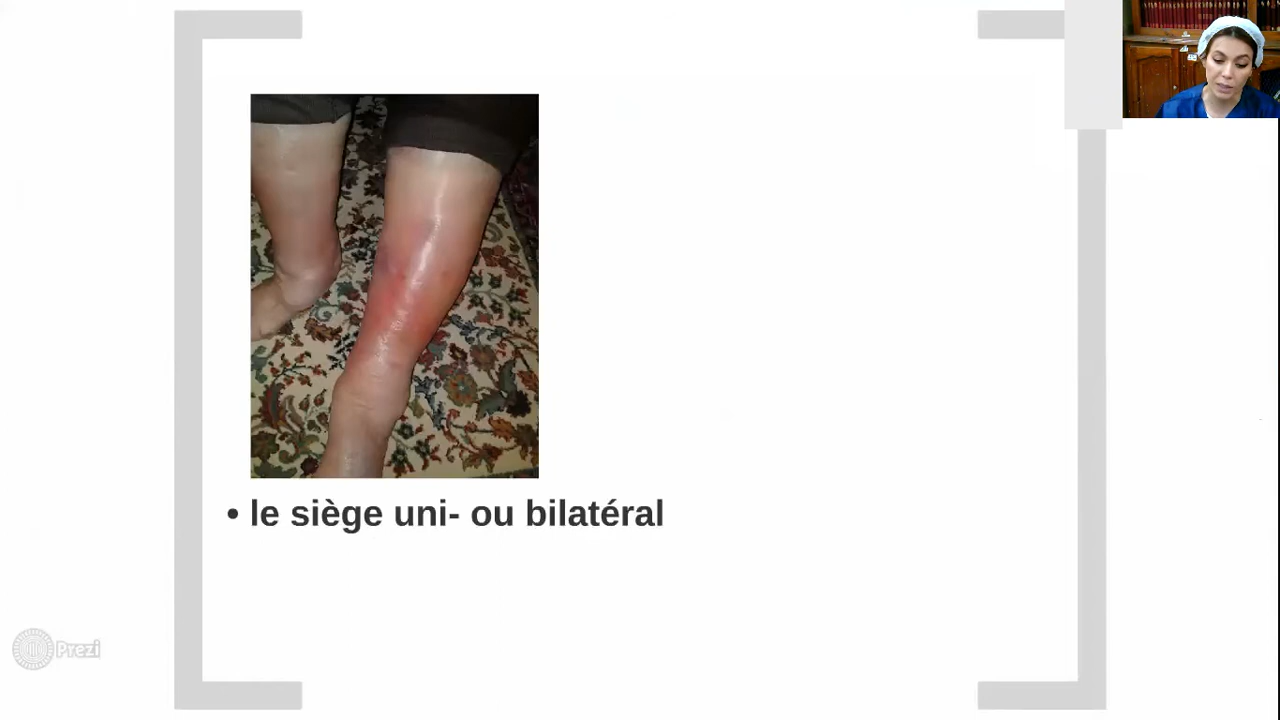 • le siège uni- ou bilatéral
Prezi